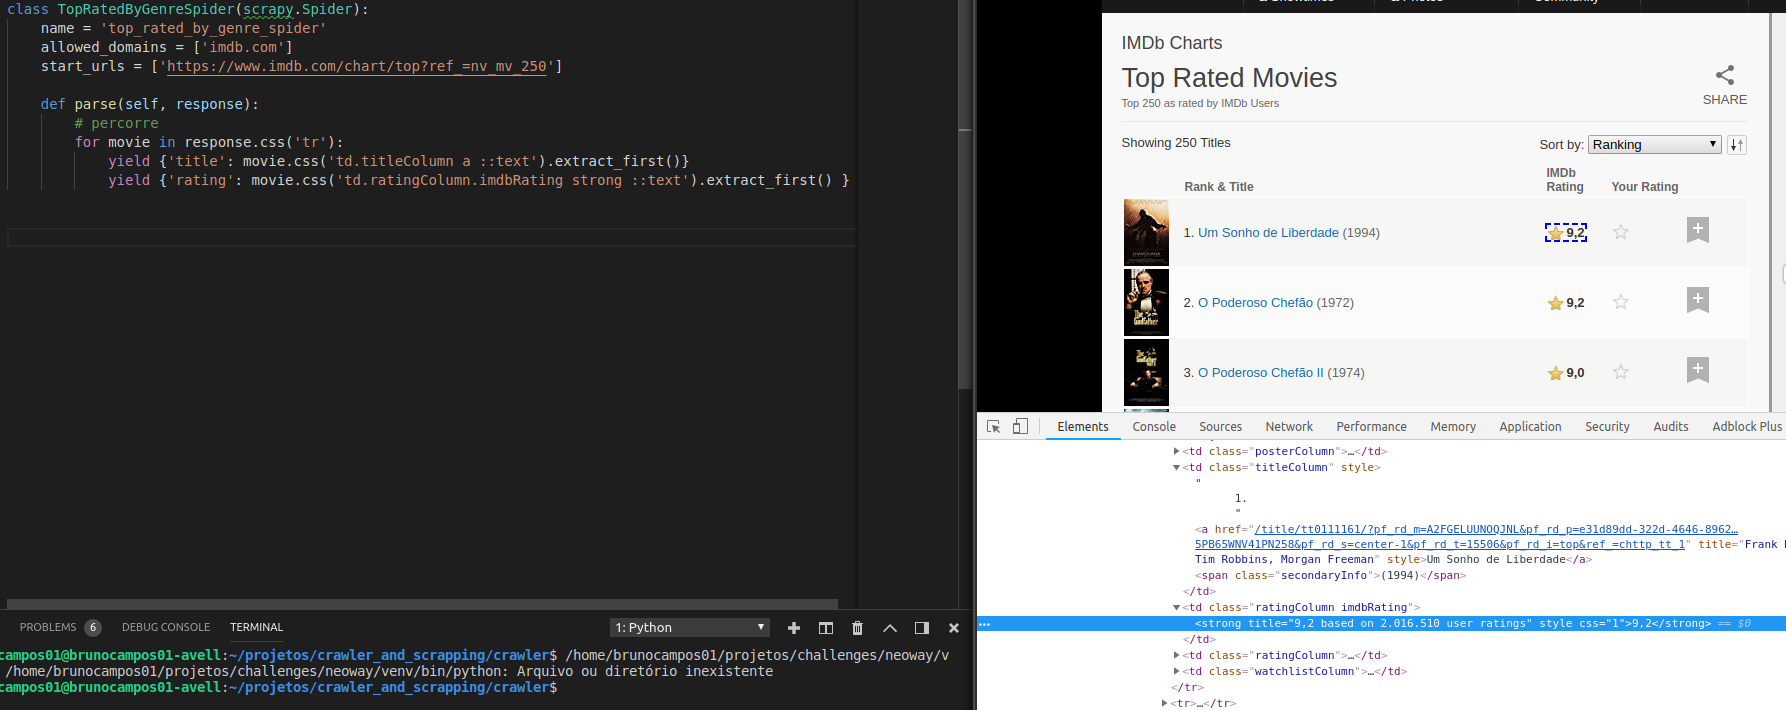 class TopRatedByGenreSpider(scrapy.Spider):
name = 'top_rated_by_genre_spider'
allowed_domains = ['imdb.com']
start_urls = ['https://www.imdb.com/chart/top?ref_=nv_mv_250']
def parse(self, response):
# percorre
for movie in response.css('tr'):
yield {'title': movie.css('td.titleColumn a ::text').extract_first()}
yield {'rating': movie.css('td.ratingColumn.imdbRating strong ::text').extract_first() }
PROBLEMS 6 DEBUG CONSOLE TERMINAL 1: Python
campos01@brunocampos01-avell:~/projetos/crawler_and_scrapping/crawler$ /home/brunocampos01/projetos/challenges/neoway/v
/home/brunocampos01/projetos/challenges/neoway/venv/bin/python: Arquivo ou diretório inexistente
campos01@brunocampos01-avell:~/projetos/crawler_and_scrapping/crawler$
IMDb Charts
Top Rated Movies
Top 250 as rated by IMDb Users
SHARE
Showing 250 Titles
Sort by: Ranking
Rank & Title IMDb Rating Your Rating
1. Um Sonho de Liberdade (1994) 9,2
2. O Poderoso Chefão (1972) 9,2
3. O Poderoso Chefão II (1974) 9,0
Elements Console Sources Network Performance Memory Application Security Audits Adblock Plus
<td class="posterColumn">…</td>
<td class="titleColumn" style>
"
1.
"
<a href="/title/tt0111161/?pf_rd_m=A2FGELUUNOQJNL&pf_rd_p=e31d89dd-322d-4646-8962…
5PB65WNV41PN258&pf_rd_s=center-1&pf_rd_t=15506&pf_rd_i=top&ref_=chttp_tt_1" title="Frank
Tim Robbins, Morgan Freeman" style>Um Sonho de Liberdade</a>
<span class="secondaryInfo">(1994)</span>
</td>
<td class="ratingColumn imdbRating">
<strong title="9,2 based on 2.016.510 user ratings" style css="1">9,2</strong> == $0
</td>
<td class="ratingColumn">…</td>
<td class="watchlistColumn">…</td>
</tr>
<tr>…</tr>